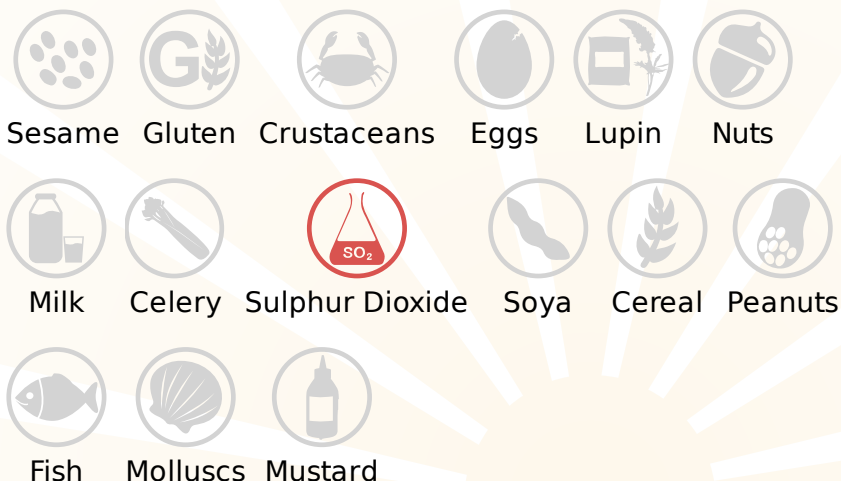 G
Sesame Gluten Crustaceans Eggs Lupin Nuts
SO₂
Milk Celery Sulphur Dioxide Soya Cereal Peanuts
Fish Molluscs Mustard